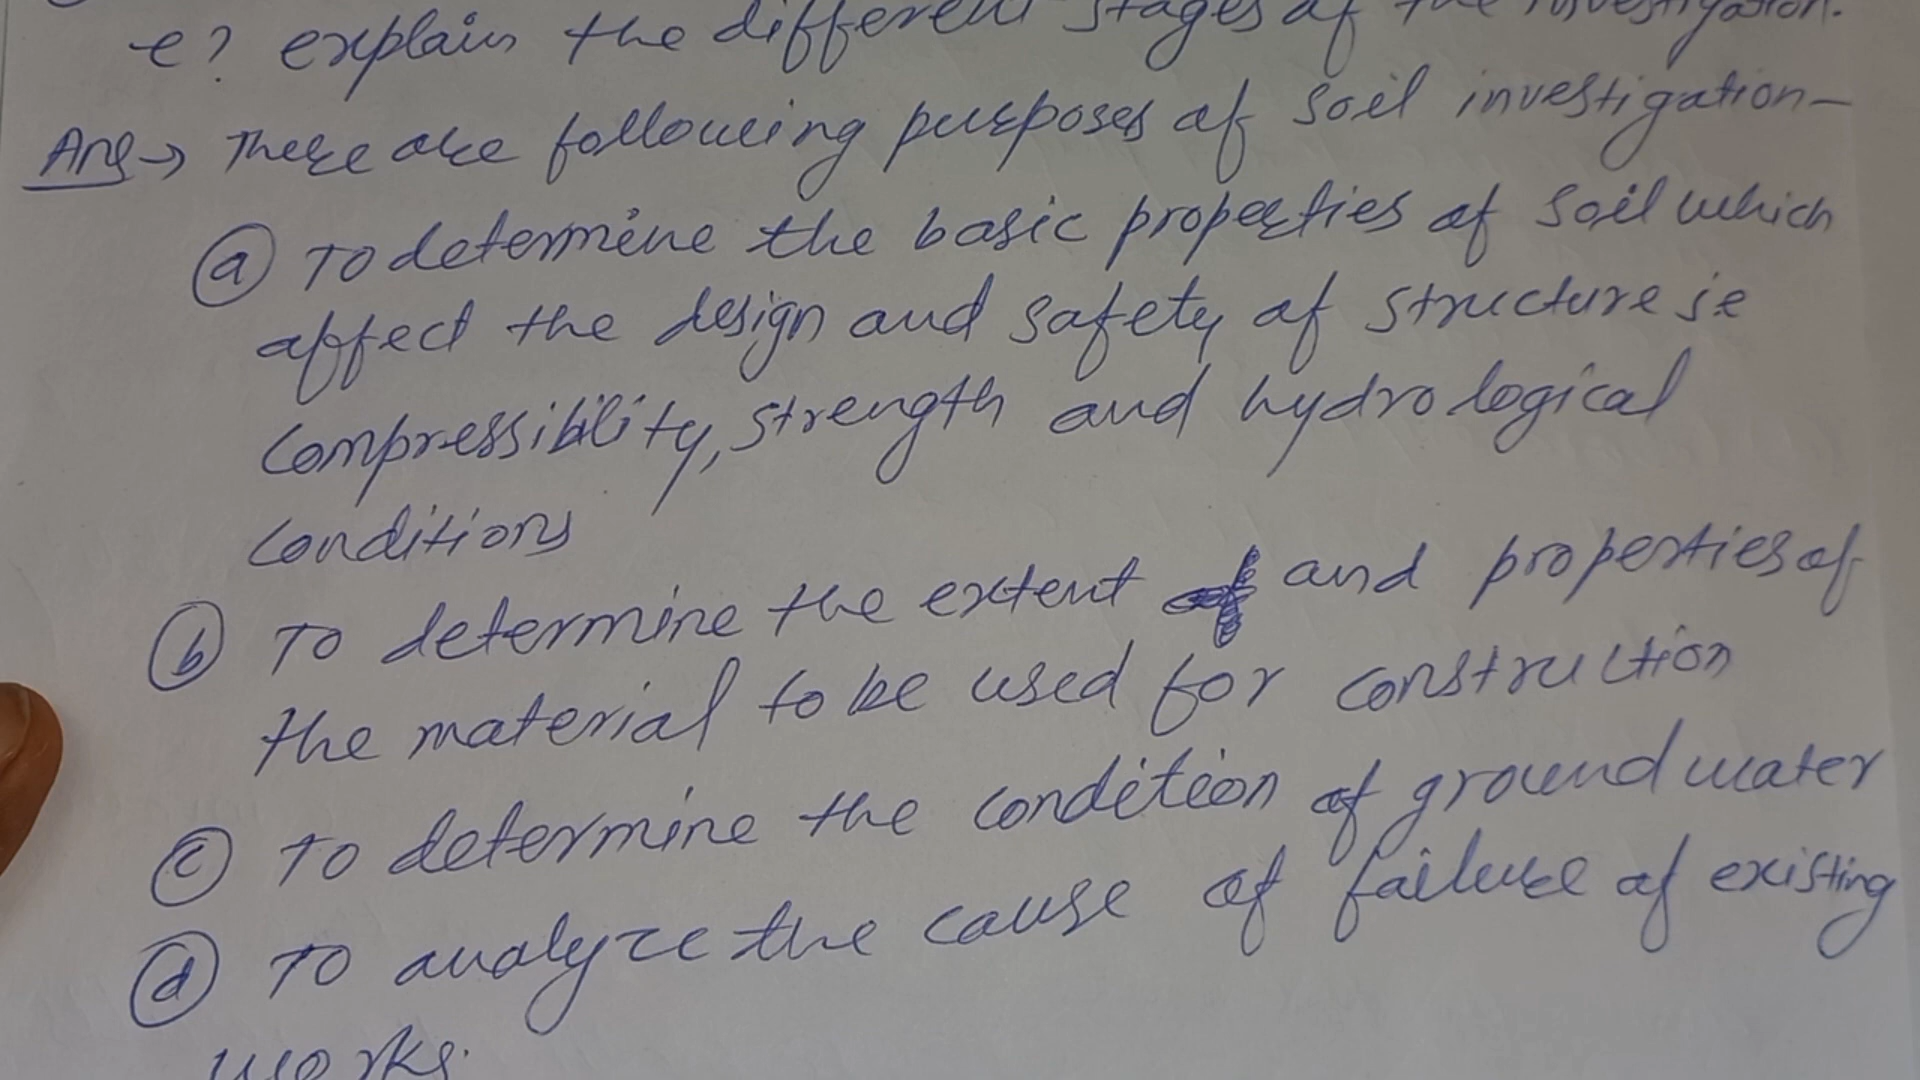 e? explain the different stages of the investigation.
Ans → There are following purposes of soil investigation-
(a) To determine the basic properties of soil which
affect the design and safety of structure ie
compressibility, strength and hydrological
conditions
(b) To determine the extent of and properties of
the material to be used for construction
(c) To determine the condition of ground water
(d) To analyze the cause of failure of existing
works.